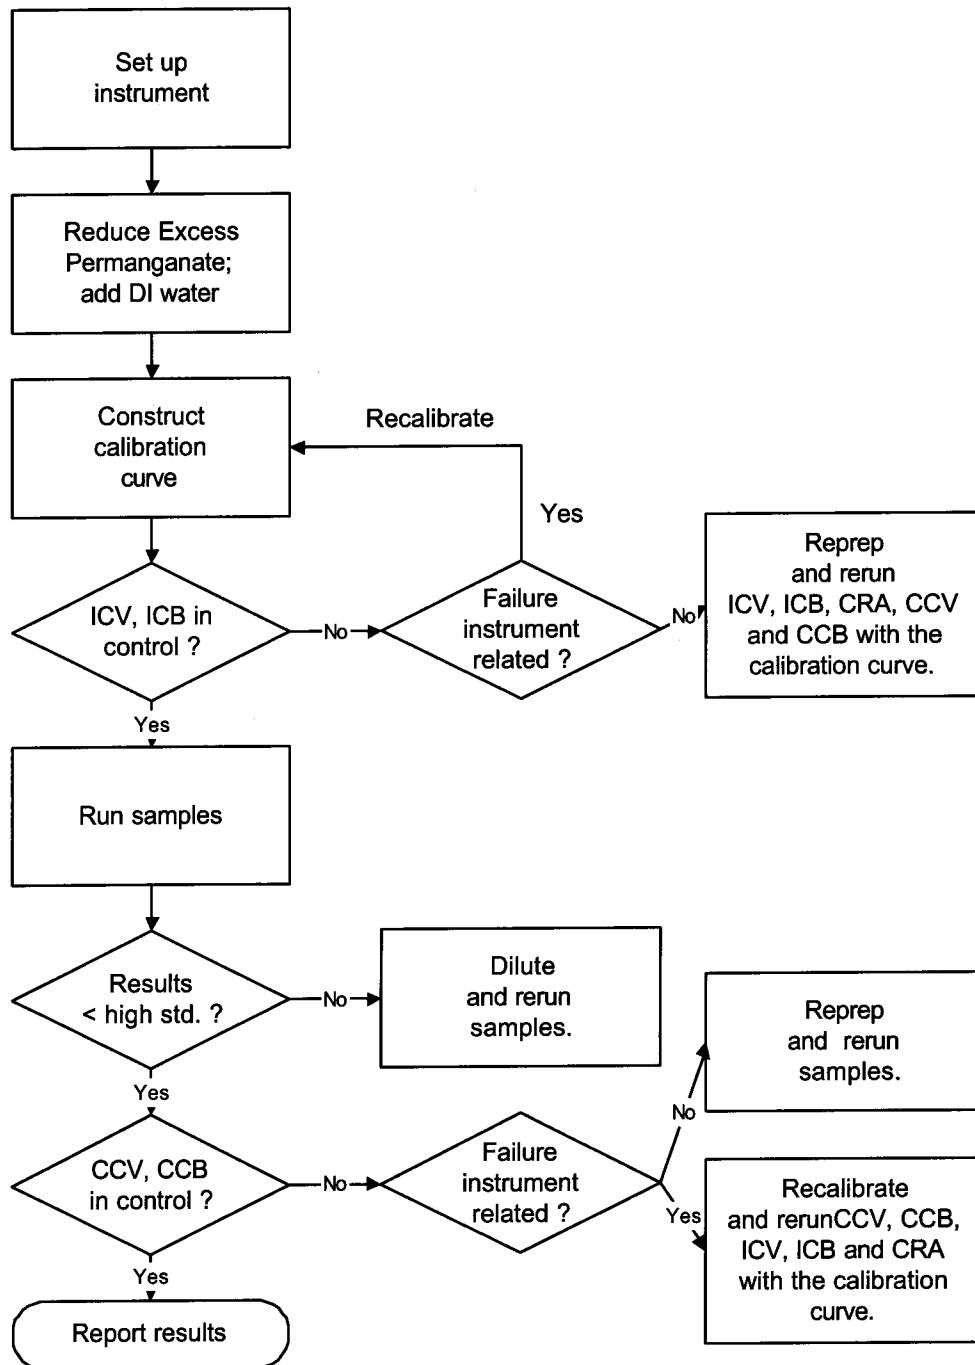 Set up
instrument
Reduce Excess
Permanganate;
add DI water
Construct
calibration
curve
Recalibrate
Yes
ICV, ICB in
control ?
No
Failure
instrument
related ?
No
Reprep
and rerun
ICV, ICB, CRA, CCV
and CCB with the
calibration curve.
Yes
Run samples
Results
< high std. ?
No
Dilute
and rerun
samples.
Reprep
and rerun
samples.
Yes
No
CCV, CCB
in control ?
No
Failure
instrument
related ?
Yes
Recalibrate
and rerunCCV, CCB,
ICV, ICB and CRA
with the calibration
curve.
Yes
Report results